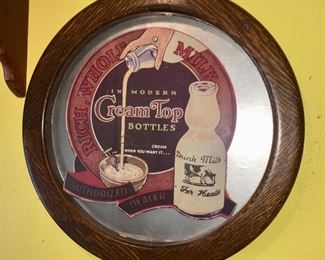 RICH, WHOLE MILK
IN MODERN
Cream Top
BOTTLES
CREAM
WHEN YOU WANT IT...
Drink Milk
For Health
AUTHORIZED DEALER